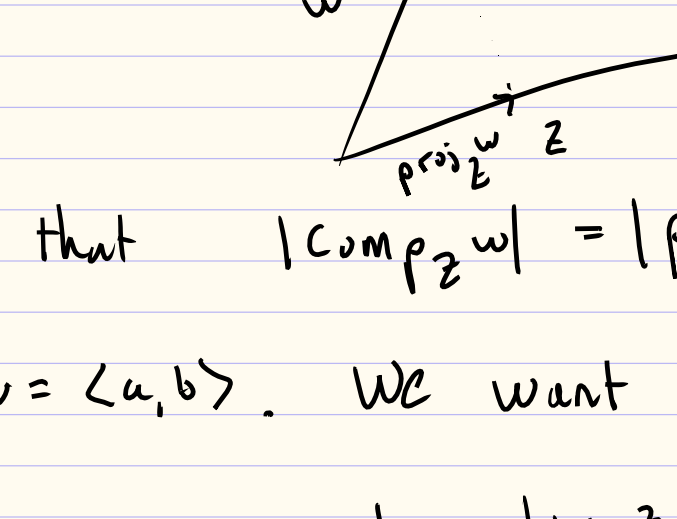 w
proj_z w z
that |comp_z w| = |
= <a,b>. We want